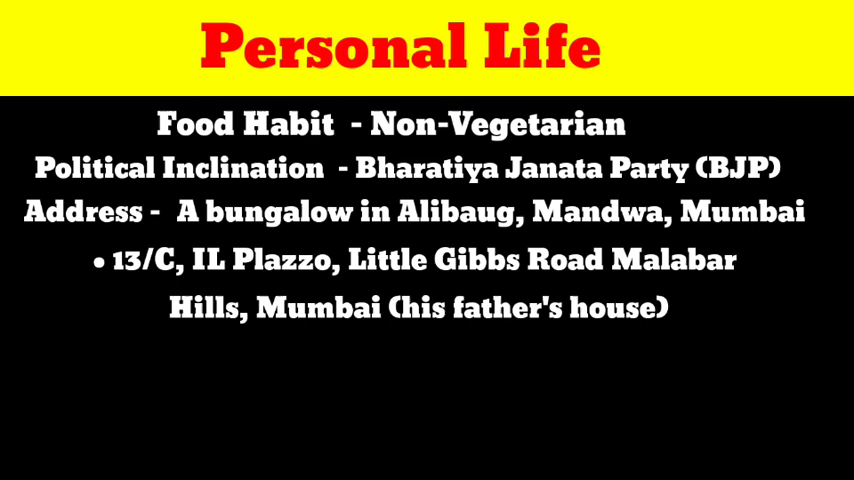 Personal Life
Food Habit - Non-Vegetarian
Political Inclination - Bharatiya Janata Party (BJP)
Address - A bungalow in Alibaug, Mandwa, Mumbai
• 13/C, IL Plazzo, Little Gibbs Road Malabar
Hills, Mumbai (his father's house)